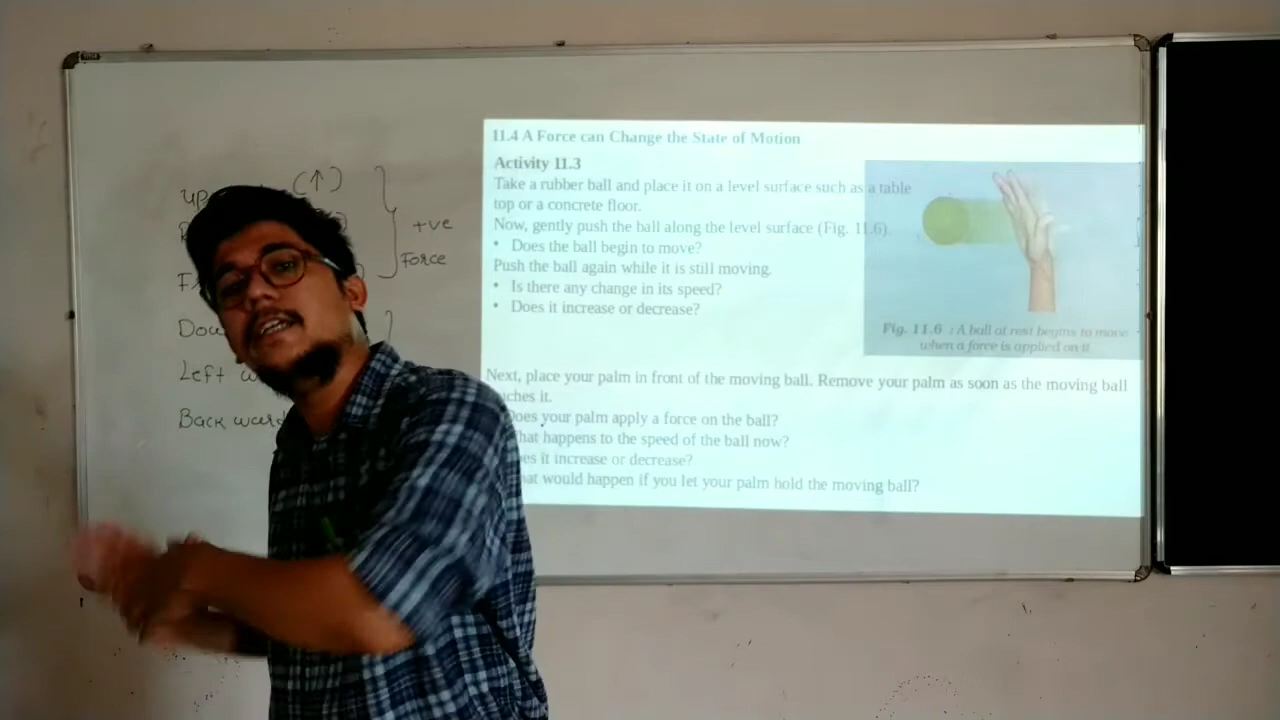 up (↑)
+ve
Force
Dow
Left w
Back ward
11.4 A Force can Change the State of Motion
Activity 11.3
Take a rubber ball and place it on a level surface such as a table
top or a concrete floor.
Now, gently push the ball along the level surface (Fig. 11.6)
• Does the ball begin to move?
Push the ball again while it is still moving.
• Is there any change in its speed?
• Does it increase or decrease?
Fig. 11.6 : A ball at rest begins to move
when a force is applied on it
Next, place your palm in front of the moving ball. Remove your palm as soon as the moving ball
ches it.
Does your palm apply a force on the ball?
hat happens to the speed of the ball now?
es it increase or decrease?
at would happen if you let your palm hold the moving ball?